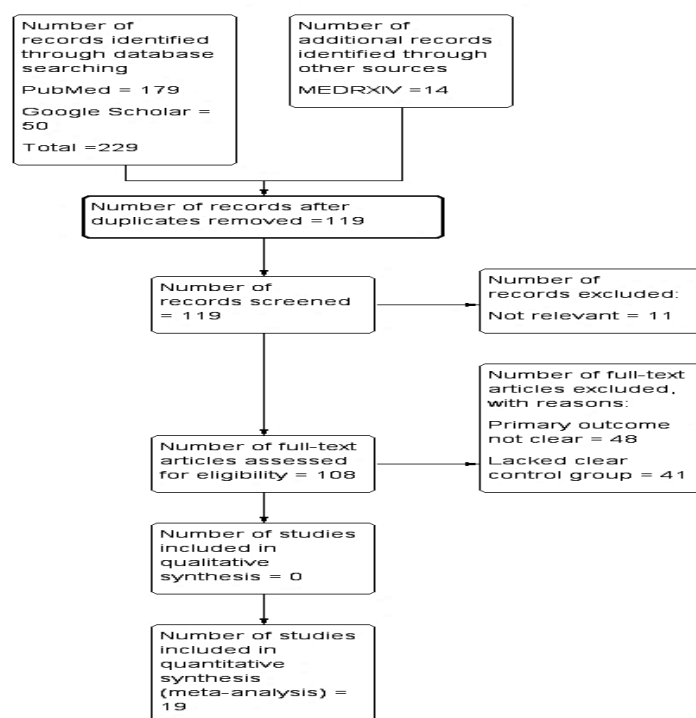 Number of
records identified
through database
searching
PubMed = 179
Google Scholar =
50
Total =229
Number of
additional records
identified through
other sources
MEDRXIV =14
Number of records after
duplicates removed =119
Number of
records screened
= 119
Number of
records excluded:
Not relevant = 11
Number of full-text
articles excluded,
with reasons:
Primary outcome
not clear = 48
Lacked clear
control group = 41
Number of full-text
articles assessed
for eligibility = 108
Number of studies
included in
qualitative
synthesis = 0
Number of studies
included in
quantitative
synthesis
(meta-analysis) =
19